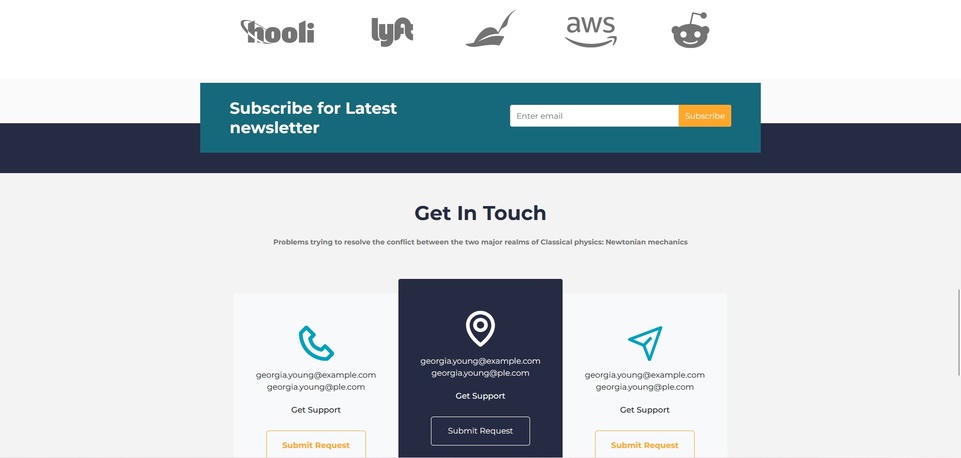 hooli lyft aws
Subscribe for Latest
newsletter
Enter email Subscribe
Get In Touch
Problems trying to resolve the conflict between the two major realms of Classical physics: Newtonian mechanics
georgia.young@example.com
georgia.young@ple.com
Get Support
Submit Request
georgia.young@example.com
georgia.young@ple.com
Get Support
Submit Request
georgia.young@example.com
georgia.young@ple.com
Get Support
Submit Request